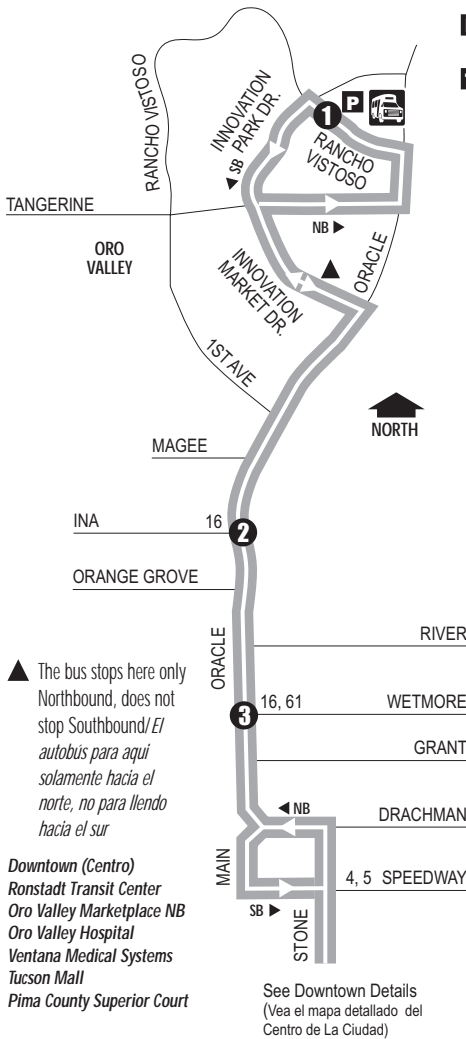 RANCHO VISTOSO
INNOVATION
PARK DR.
◄ SB
1
P
RANCHO
VISTOSO
TANGERINE
NB ►
ORO
VALLEY
INNOVATION
MARKET DR.
▲
ORACLE
1ST AVE
NORTH
MAGEE
INA
16
2
ORANGE GROVE
ORACLE
RIVER
▲ The bus stops here only
Northbound, does not
stop Southbound/El
autobús para aqui
solamente hacia el
norte, no para llendo
hacia el sur
3
16, 61
WETMORE
GRANT
◄ NB
DRACHMAN
MAIN
4, 5 SPEEDWAY
SB ►
STONE
Downtown (Centro)
Ronstadt Transit Center
Oro Valley Marketplace NB
Oro Valley Hospital
Ventana Medical Systems
Tucson Mall
Pima County Superior Court
See Downtown Details
(Vea el mapa detallado del
Centro de La Ciudad)